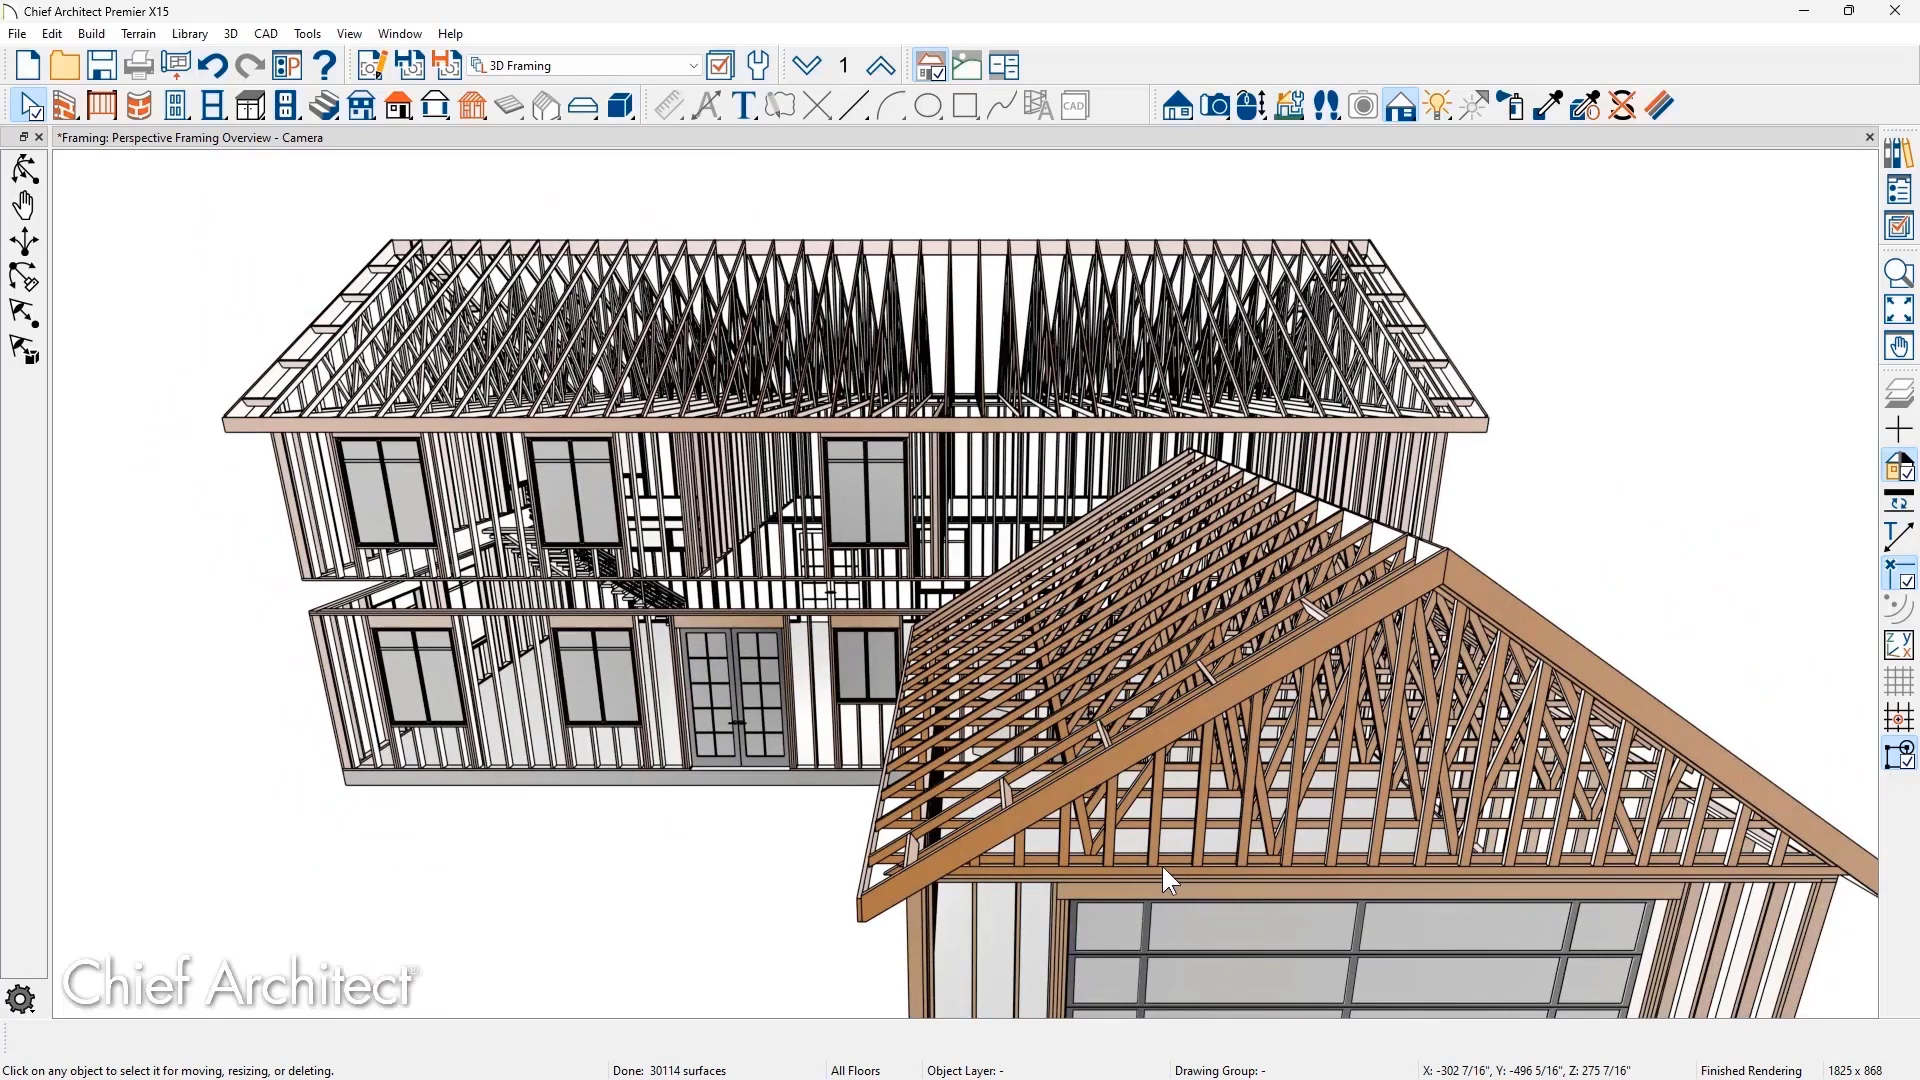 Chief Architect Premier X15
File Edit Build Terrain Library 3D CAD Tools View Window Help
3D Framing
1
CAD
*Framing: Perspective Framing Overview - Camera
Chief Architect®
Click on any object to select it for moving, resizing, or deleting.
Done: 30114 surfaces
All Floors
Object Layer: -
Drawing Group: -
X: -302 7/16", Y: -496 5/16", Z: 275 7/16"
Finished Rendering
1825 x 868